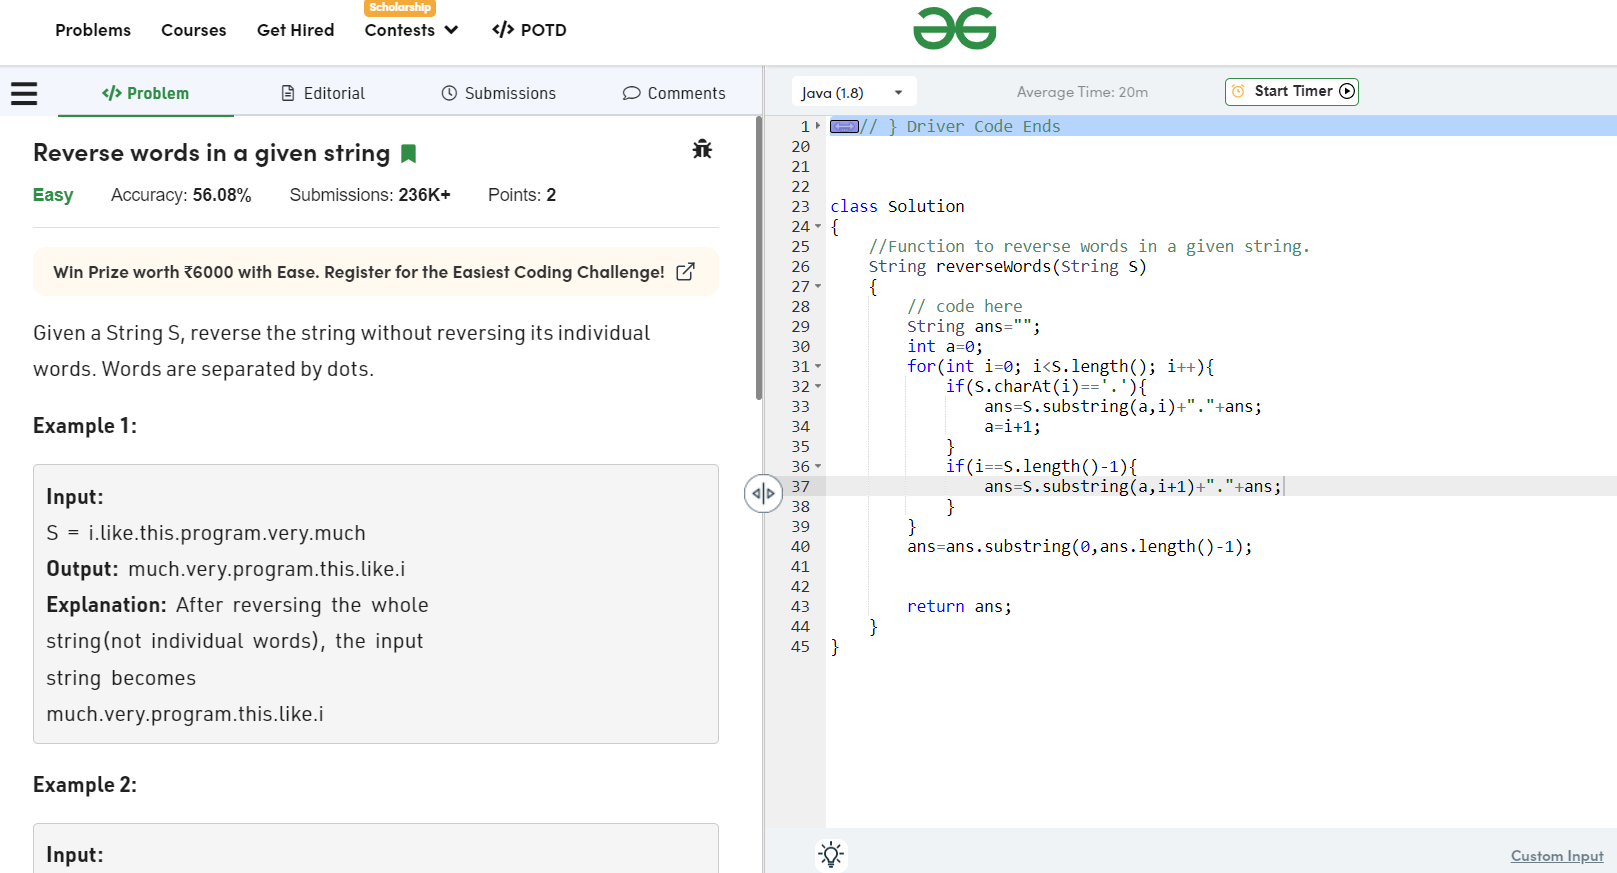 Scholarship
Problems Courses Get Hired Contests </> POTD
</> Problem Editorial Submissions Comments
Reverse words in a given string
Easy Accuracy: 56.08% Submissions: 236K+ Points: 2
Win Prize worth ₹6000 with Ease. Register for the Easiest Coding Challenge!
Given a String S, reverse the string without reversing its individual
words. Words are separated by dots.
Example 1:
Input:
S = i.like.this.program.very.much
Output: much.very.program.this.like.i
Explanation: After reversing the whole
string(not individual words), the input
string becomes
much.very.program.this.like.i
Example 2:
Input:
Java (1.8) Average Time: 20m Start Timer
1 // } Driver Code Ends
20
21
22
23 class Solution
24 {
25     //Function to reverse words in a given string.
26     String reverseWords(String S)
27     {
28         // code here
29         String ans="";
30         int a=0;
31         for(int i=0; i<S.length(); i++){
32             if(S.charAt(i)=='.'){
33                 ans=S.substring(a,i)+"."+ans;
34                 a=i+1;
35             }
36             if(i==S.length()-1){
37                 ans=S.substring(a,i+1)+"."+ans;
38             }
39         }
40         ans=ans.substring(0,ans.length()-1);
41
42
43         return ans;
44     }
45 }
Custom Input